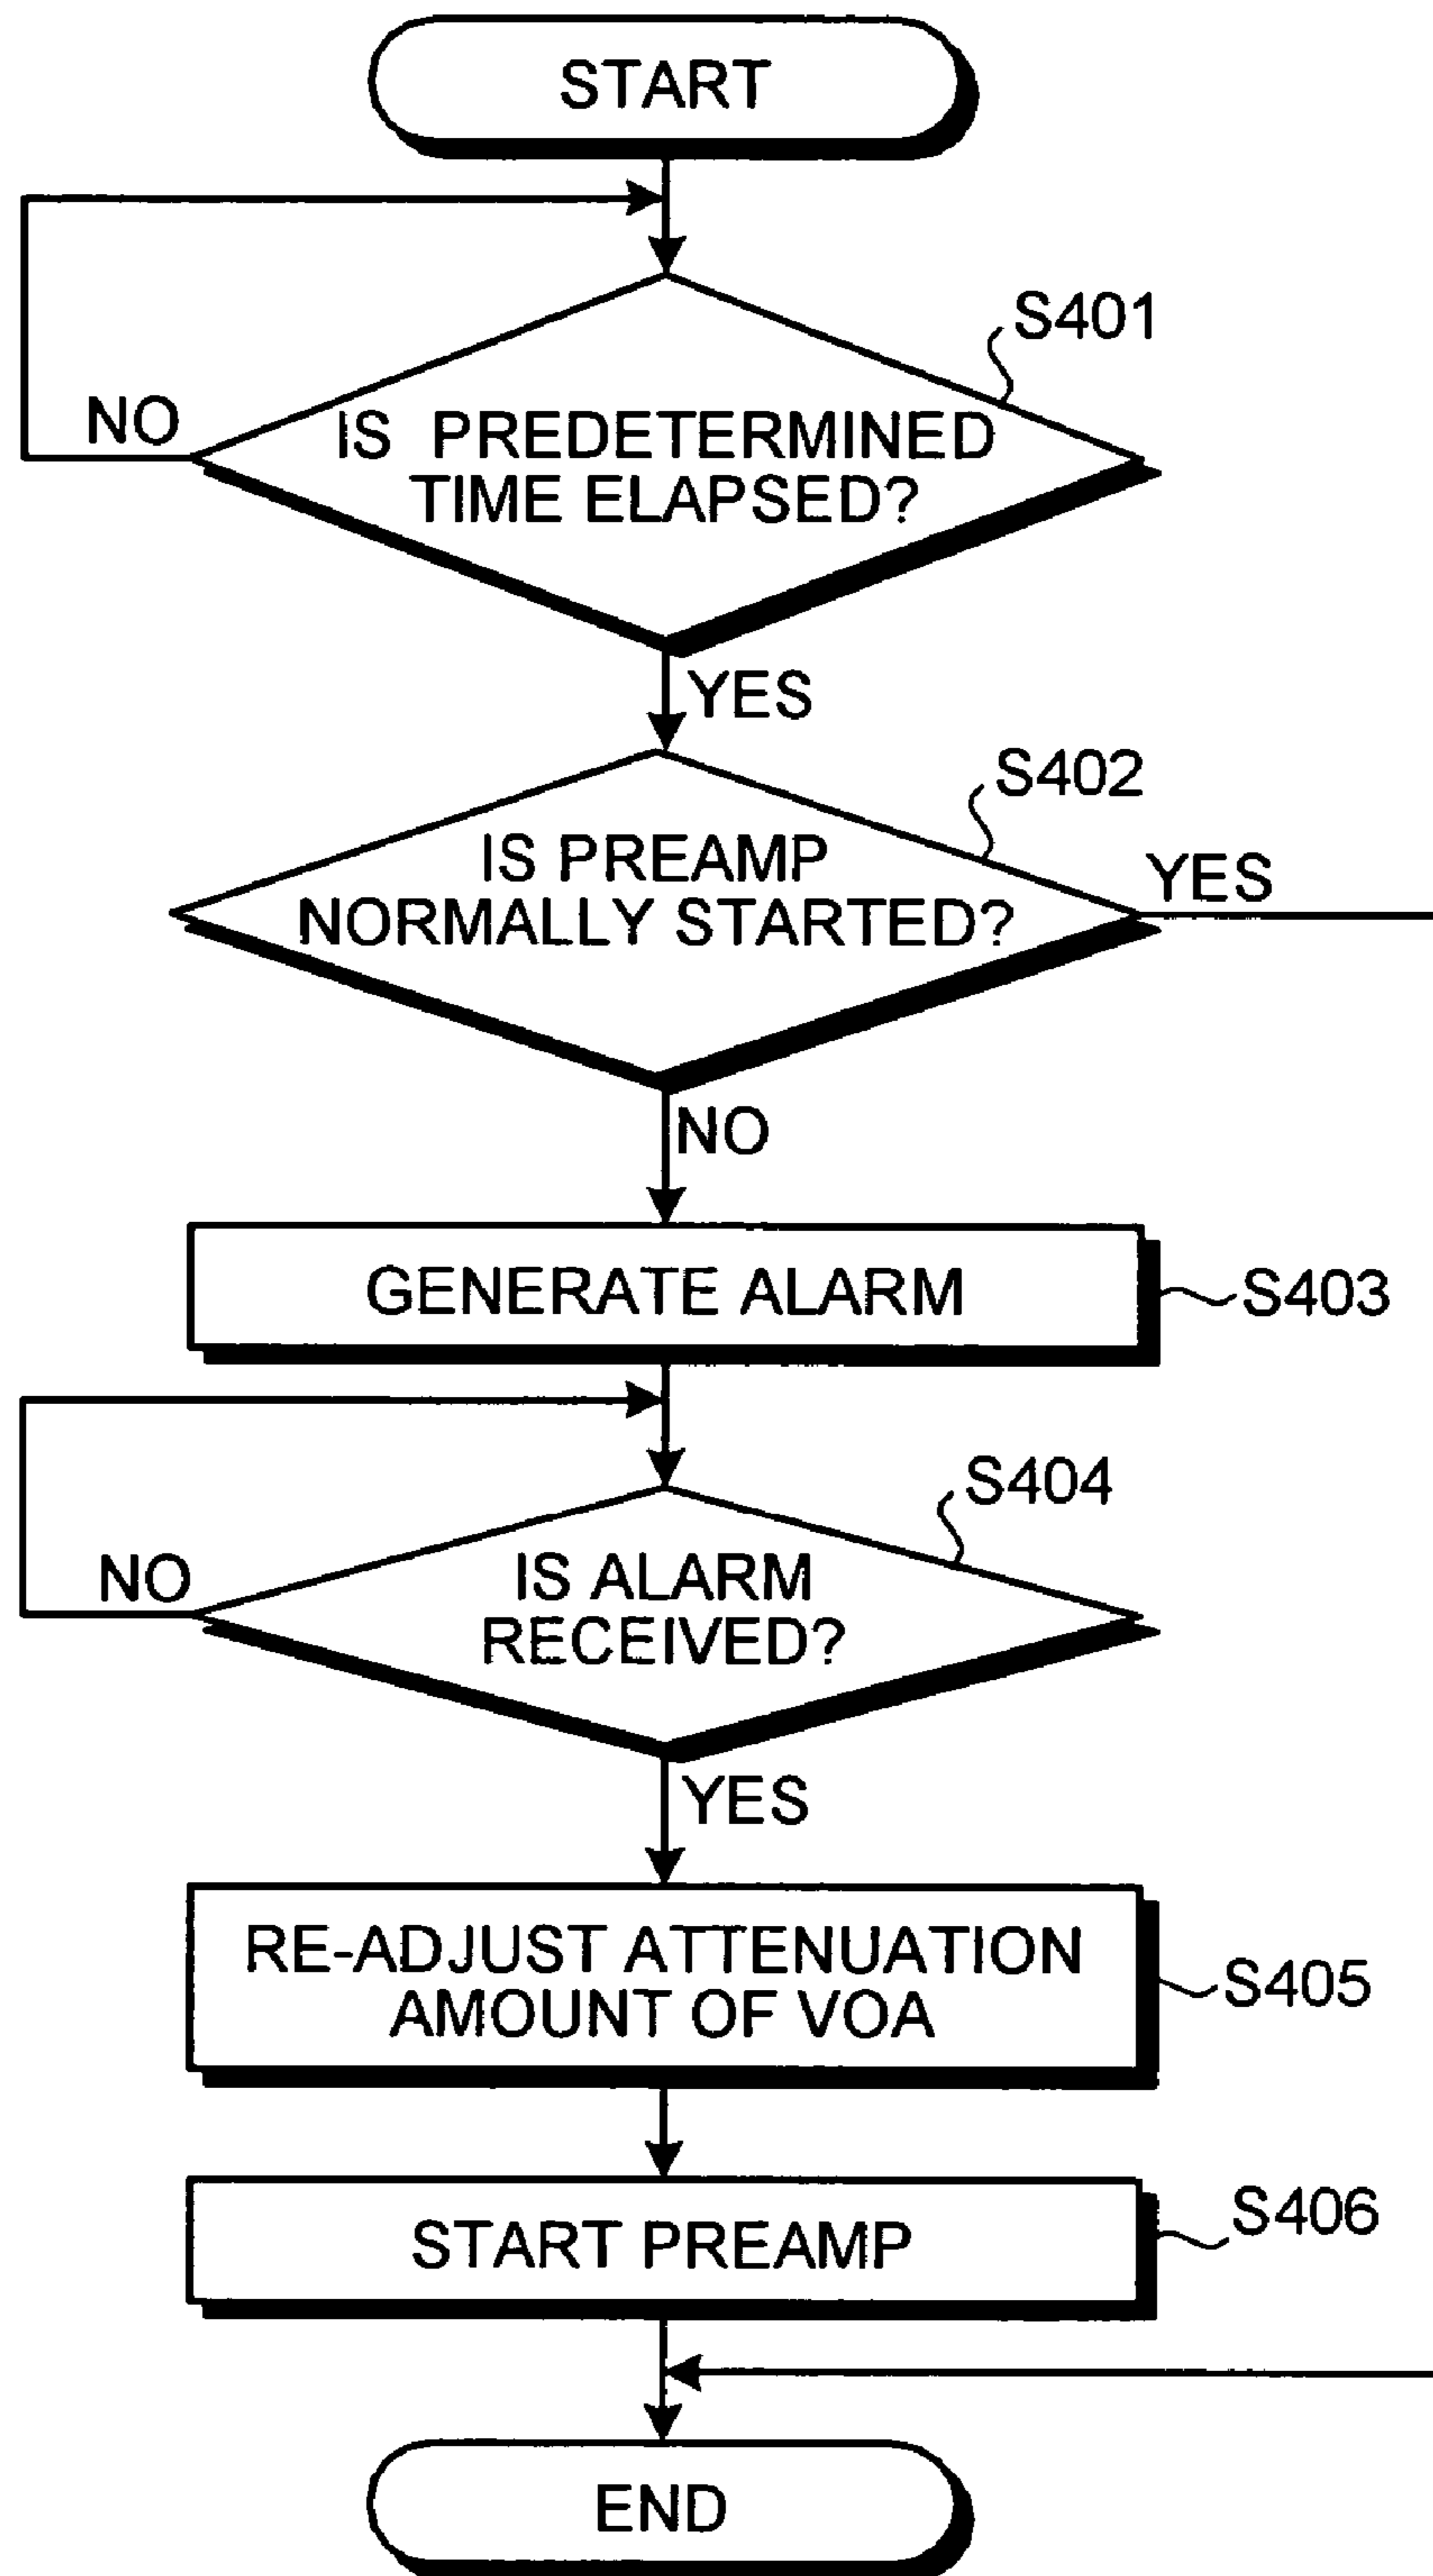 START
S401
NO
IS PREDETERMINED
TIME ELAPSED?
YES
S402
IS PREAMP
NORMALLY STARTED?
YES
NO
GENERATE ALARM
S403
S404
NO
IS ALARM
RECEIVED?
YES
RE-ADJUST ATTENUATION
AMOUNT OF VOA
S405
START PREAMP
S406
END